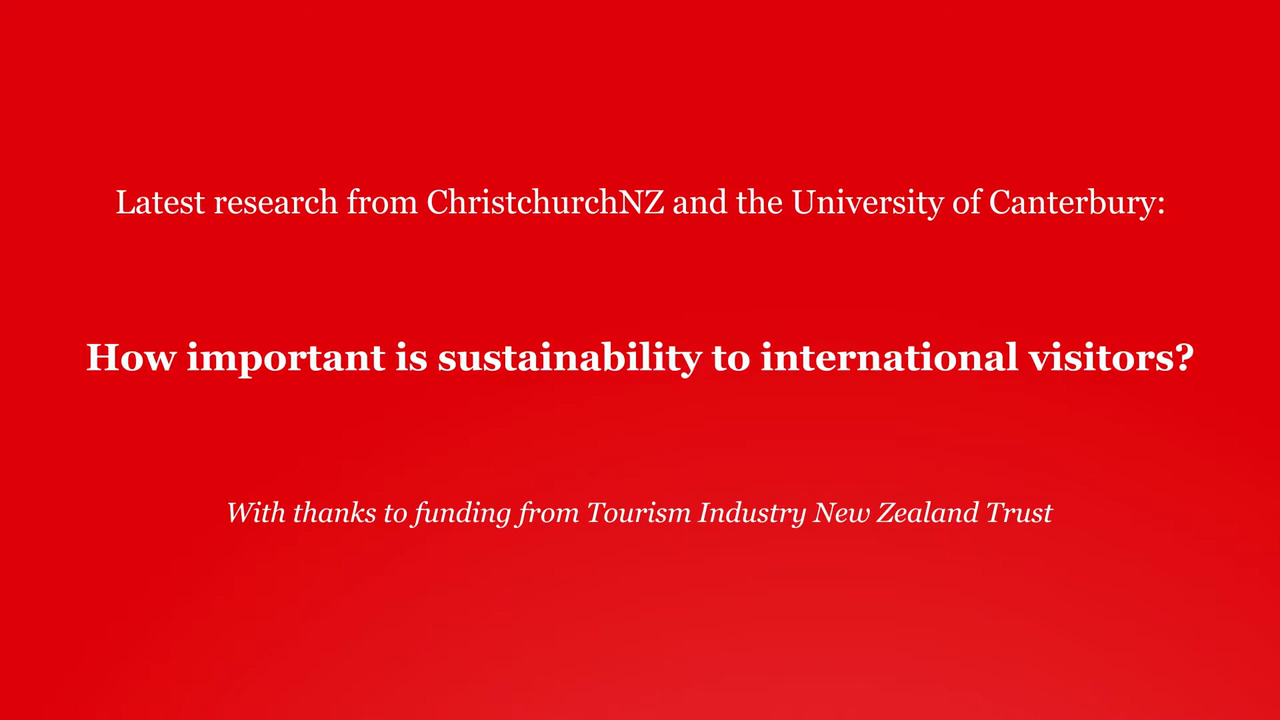 Latest research from ChristchurchNZ and the University of Canterbury:
How important is sustainability to international visitors?
With thanks to funding from Tourism Industry New Zealand Trust